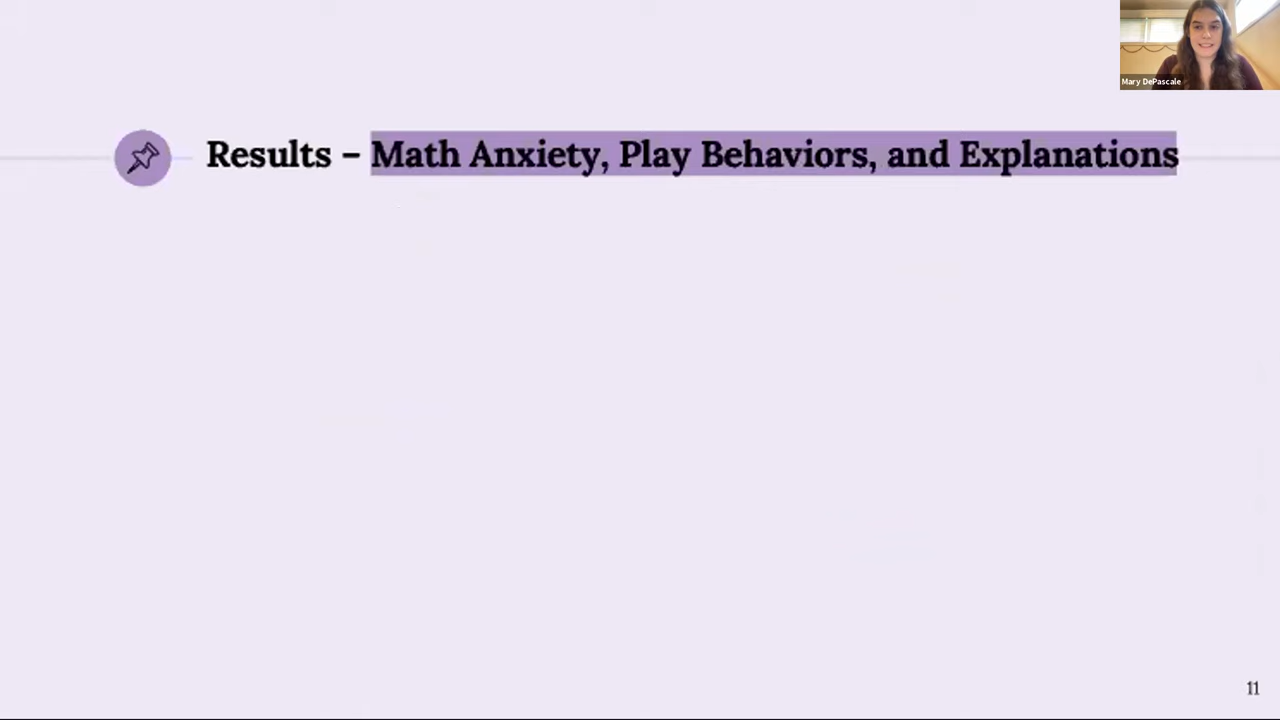 Mary DePascale
Results – Math Anxiety, Play Behaviors, and Explanations
11